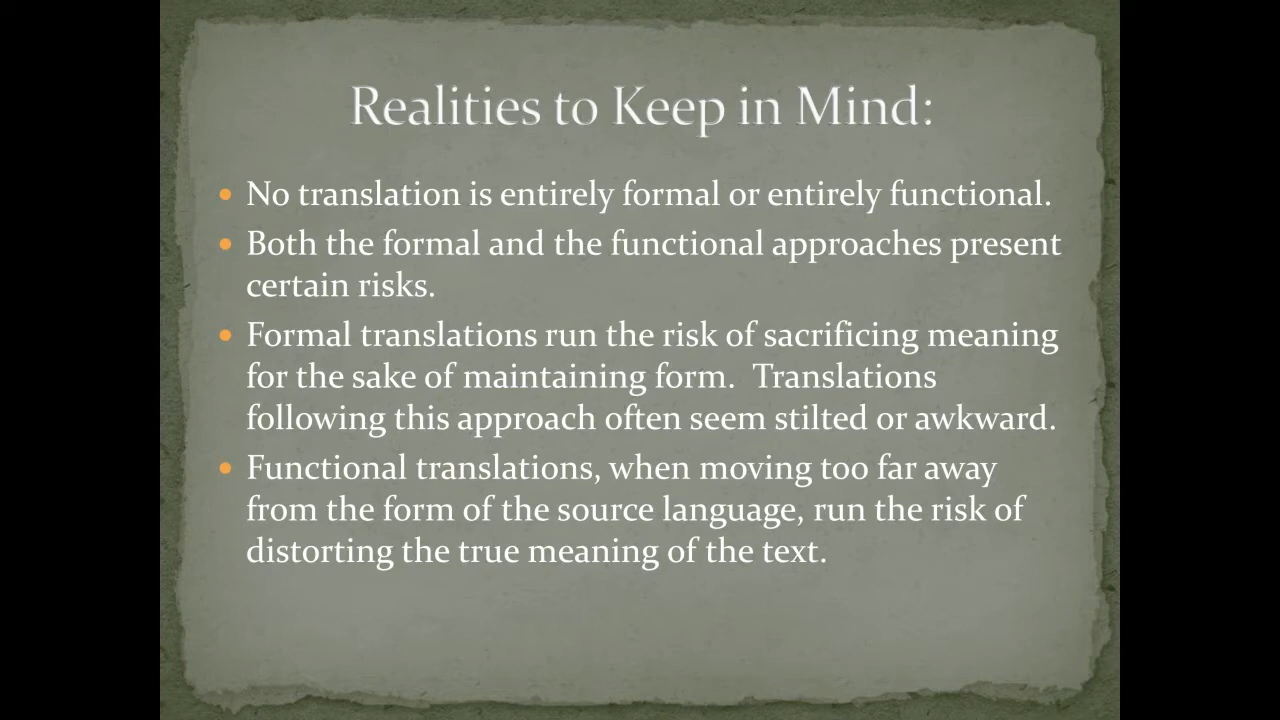 Realities to Keep in Mind:
• No translation is entirely formal or entirely functional.
• Both the formal and the functional approaches present
certain risks.
• Formal translations run the risk of sacrificing meaning
for the sake of maintaining form.  Translations
following this approach often seem stilted or awkward.
• Functional translations, when moving too far away
from the form of the source language, run the risk of
distorting the true meaning of the text.